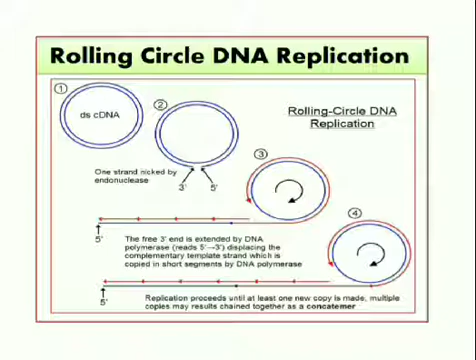 Rolling Circle DNA Replication
1
ds cDNA
2
Rolling-Circle DNA
Replication
One strand nicked by
endonuclease
3'
5'
3
4
5'
The free 3' end is extended by DNA
polymerase (reads 5'→3') displacing the
complementary template strand which is
copied in short segments by DNA polymerase
5'
Replication proceeds until at least one new copy is made, multiple
copies may results chained together as a concatemer